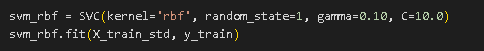 svm_rbf = SVC(kernel='rbf', random_state=1, gamma=0.10, C=10.0)
svm_rbf.fit(X_train_std, y_train)